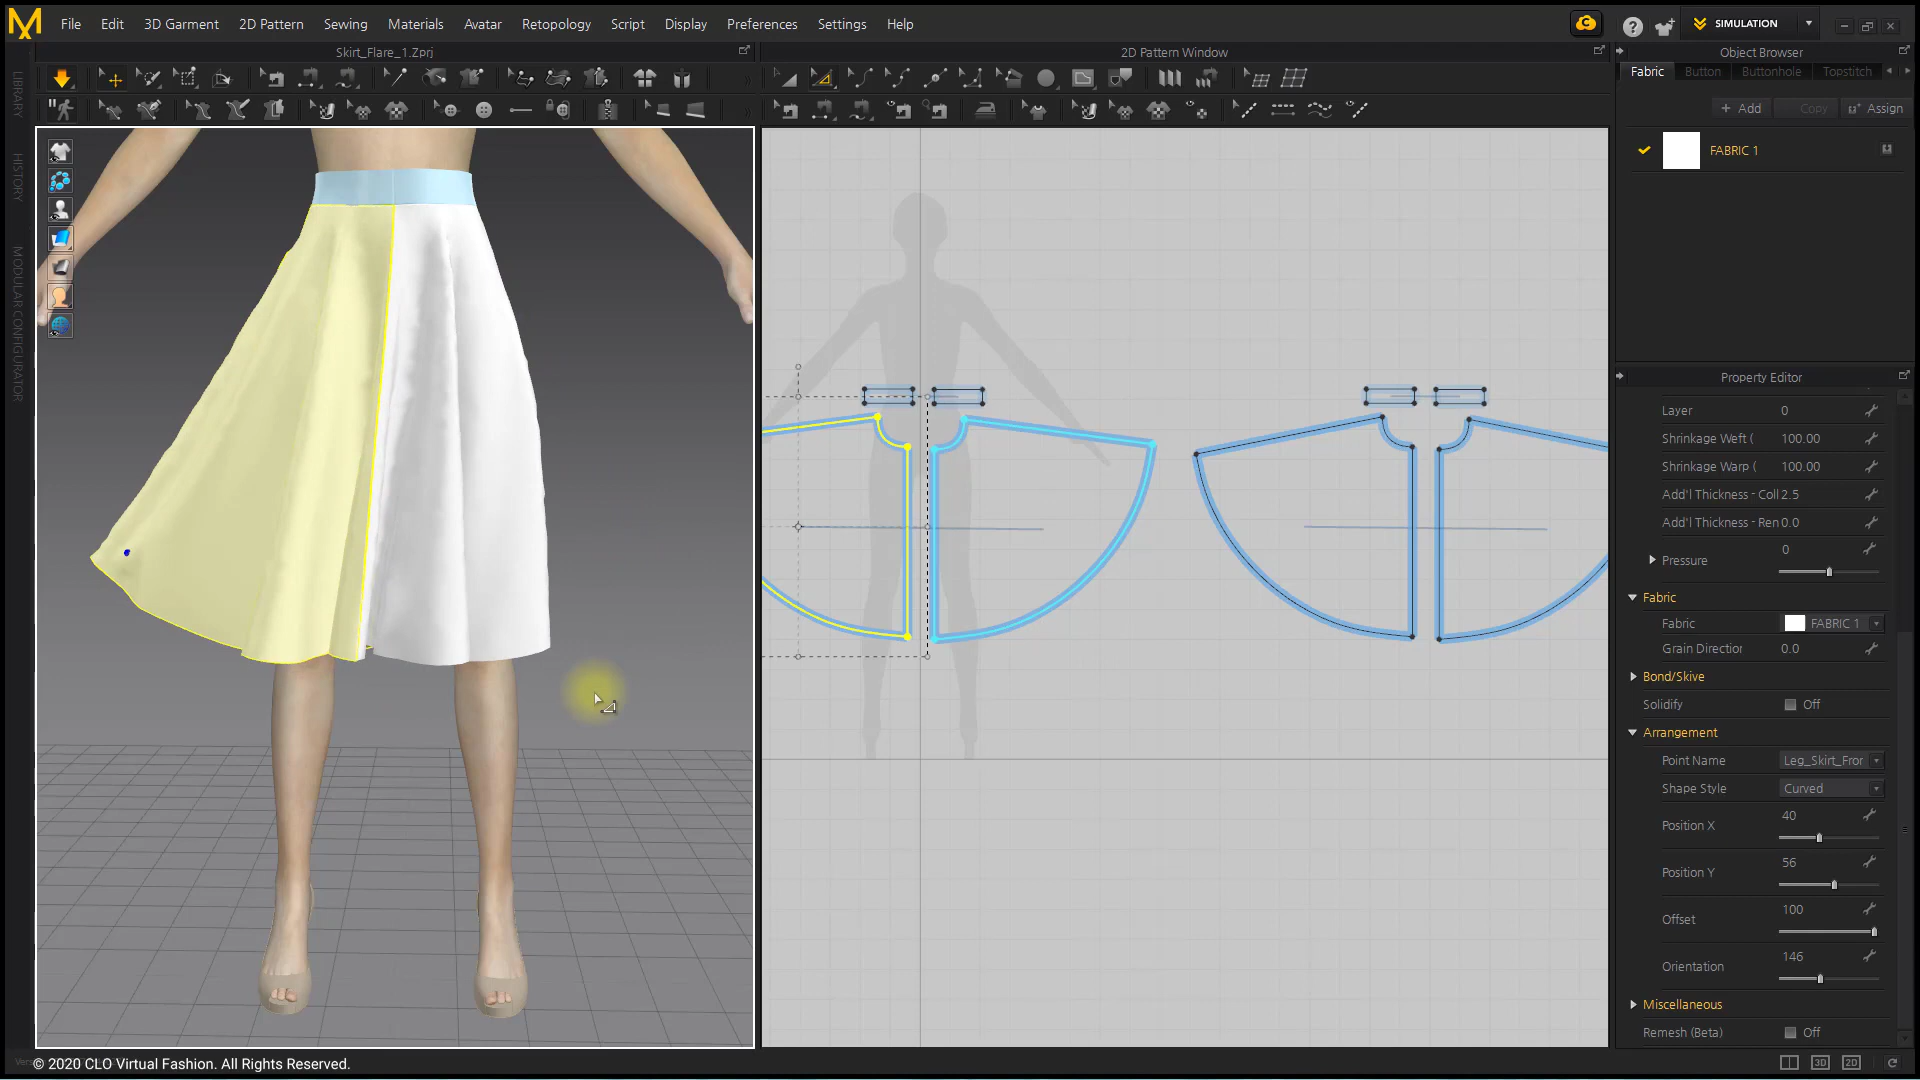 File Edit 3D Garment 2D Pattern Sewing Materials Avatar Retopology Script Display Preferences Settings Help
SIMULATION
Skirt_Flare_1.Zprj
2D Pattern Window
Object Browser
Fabric Button Buttonhole Topstitch
+ Add Copy Assign
FABRIC 1
LIBRARY
HISTORY
MODULAR CONFIGURATOR
Property Editor
Layer 0
Shrinkage Weft ( 100.00
Shrinkage Warp ( 100.00
Add'l Thickness - Coll 2.5
Add'l Thickness - Ren 0.0
Pressure 0
Fabric
Fabric FABRIC 1
Grain Direction 0.0
Bond/Skive
Solidify Off
Arrangement
Point Name Leg_Skirt_Fror
Shape Style Curved
Position X 40
Position Y 56
Offset 100
Orientation 146
Miscellaneous
Remesh (Beta) Off
© 2020 CLO Virtual Fashion. All Rights Reserved.
3D 2D